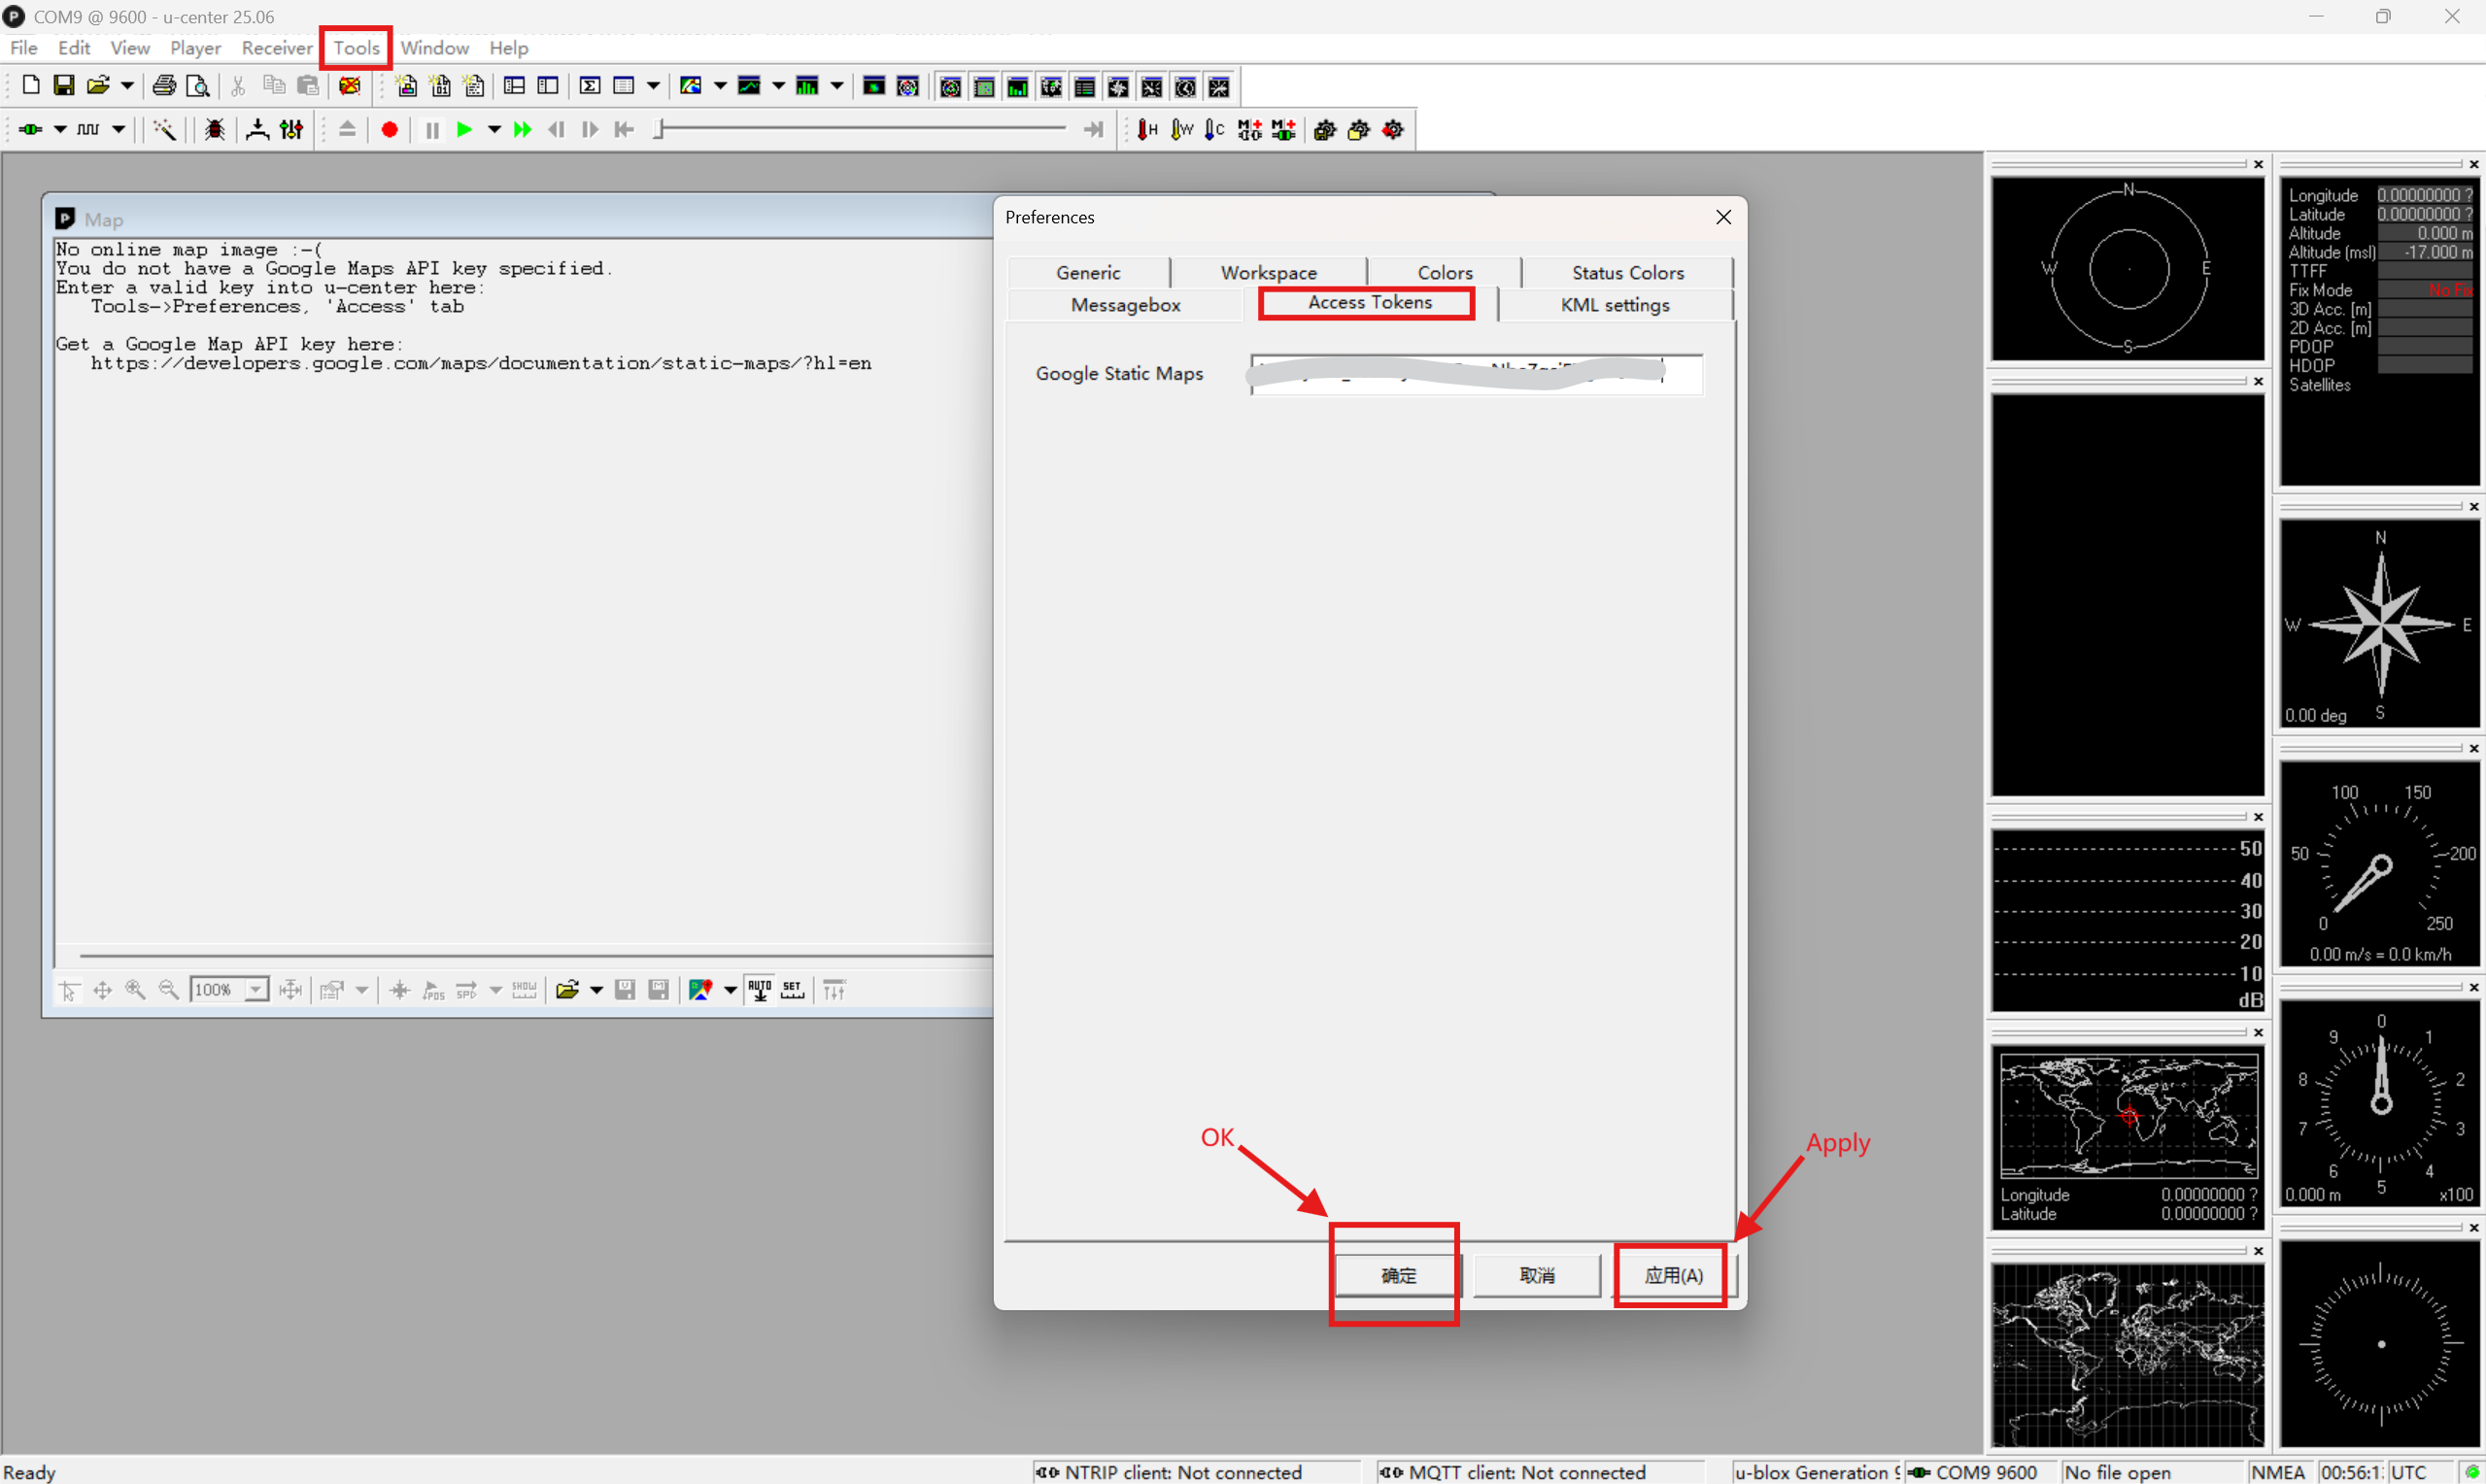 COM9 @ 9600 - u-center 25.06
File Edit View Player Receiver Tools Window Help
H W C M M
Map
No online map image :-(
You do not have a Google Maps API key specified.
Enter a valid key into u-center here:
Tools->Preferences, 'Access' tab
Get a Google Map API key here:
https://developers.google.com/maps/documentation/static-maps/?hl=en
100%
POS SPD SHOW
AUTO SET
Preferences
Generic Workspace Colors Status Colors
Messagebox Access Tokens KML settings
Google Static Maps
OK
Apply
确定 取消 应用(A)
N
W E
S
50
40
30
20
10
dB
Longitude 0.00000000 ?
Latitude 0.00000000 ?
Longitude 0.00000000 ?
Latitude 0.00000000 ?
Altitude 0.000 m
Altitude (msl) -17.000 m
TTFF
Fix Mode No Fix
3D Acc. [m]
2D Acc. [m]
PDOP
HDOP
Satellites
N
W E
S
0.00 deg
100 150
50 200
0 250
0.00 m/s = 0.0 km/h
0
9 1
8 2
7 3
6 4
5
0.000 m x100
Ready
NTRIP client: Not connected
MQTT client: Not connected
u-blox Generation 9
COM9 9600
No file open
NMEA
00:56:1
UTC